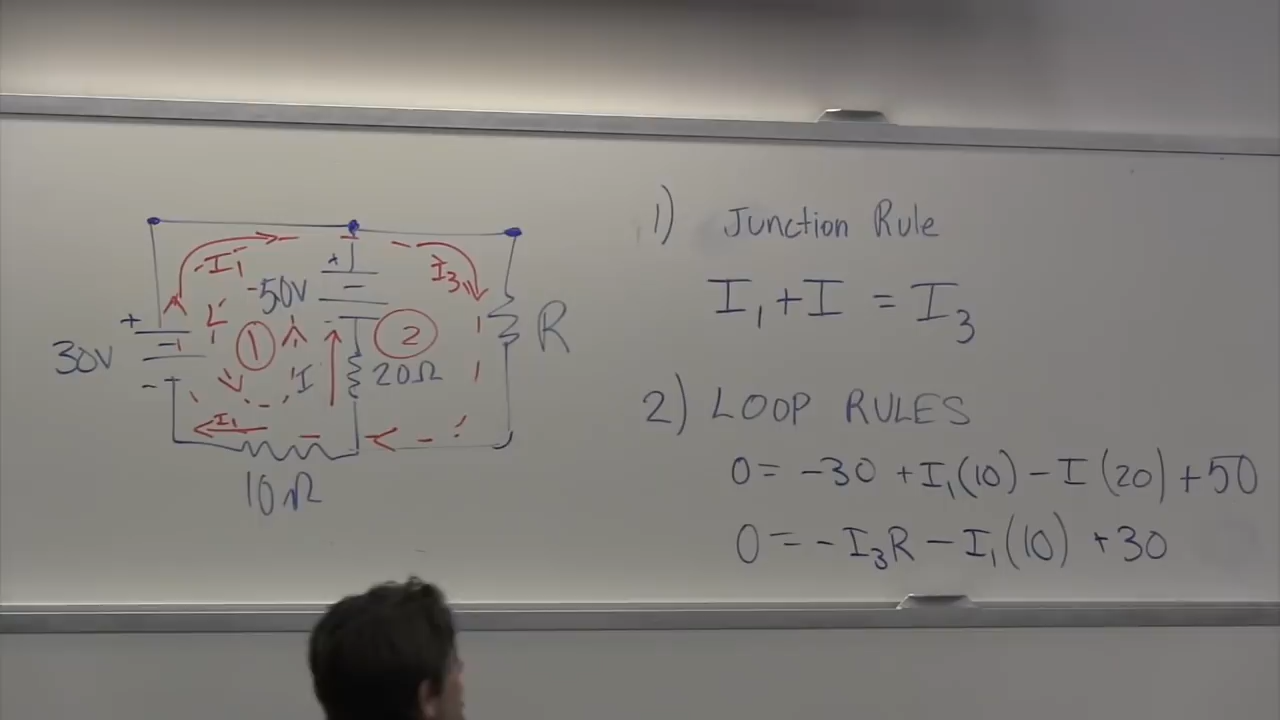 1) Junction Rule
I₁ + I = I₃
2) LOOP RULES
0 = -30 + I₁(10) - I(20) + 50
0 = - I₃R - I₁(10) + 30
-I₁
I₃
+
-50V
+
30V
-
-
1
2
I
20Ω
R
I₁
10Ω